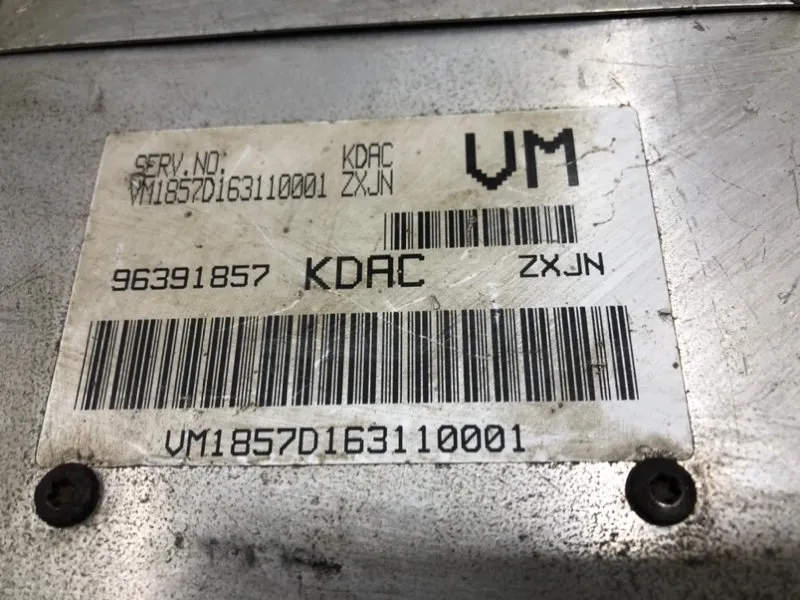 SERV.NO: KDAC VM
VM1857D163110001 ZXJN
96391857 KDAC ZXJN
VM1857D163110001